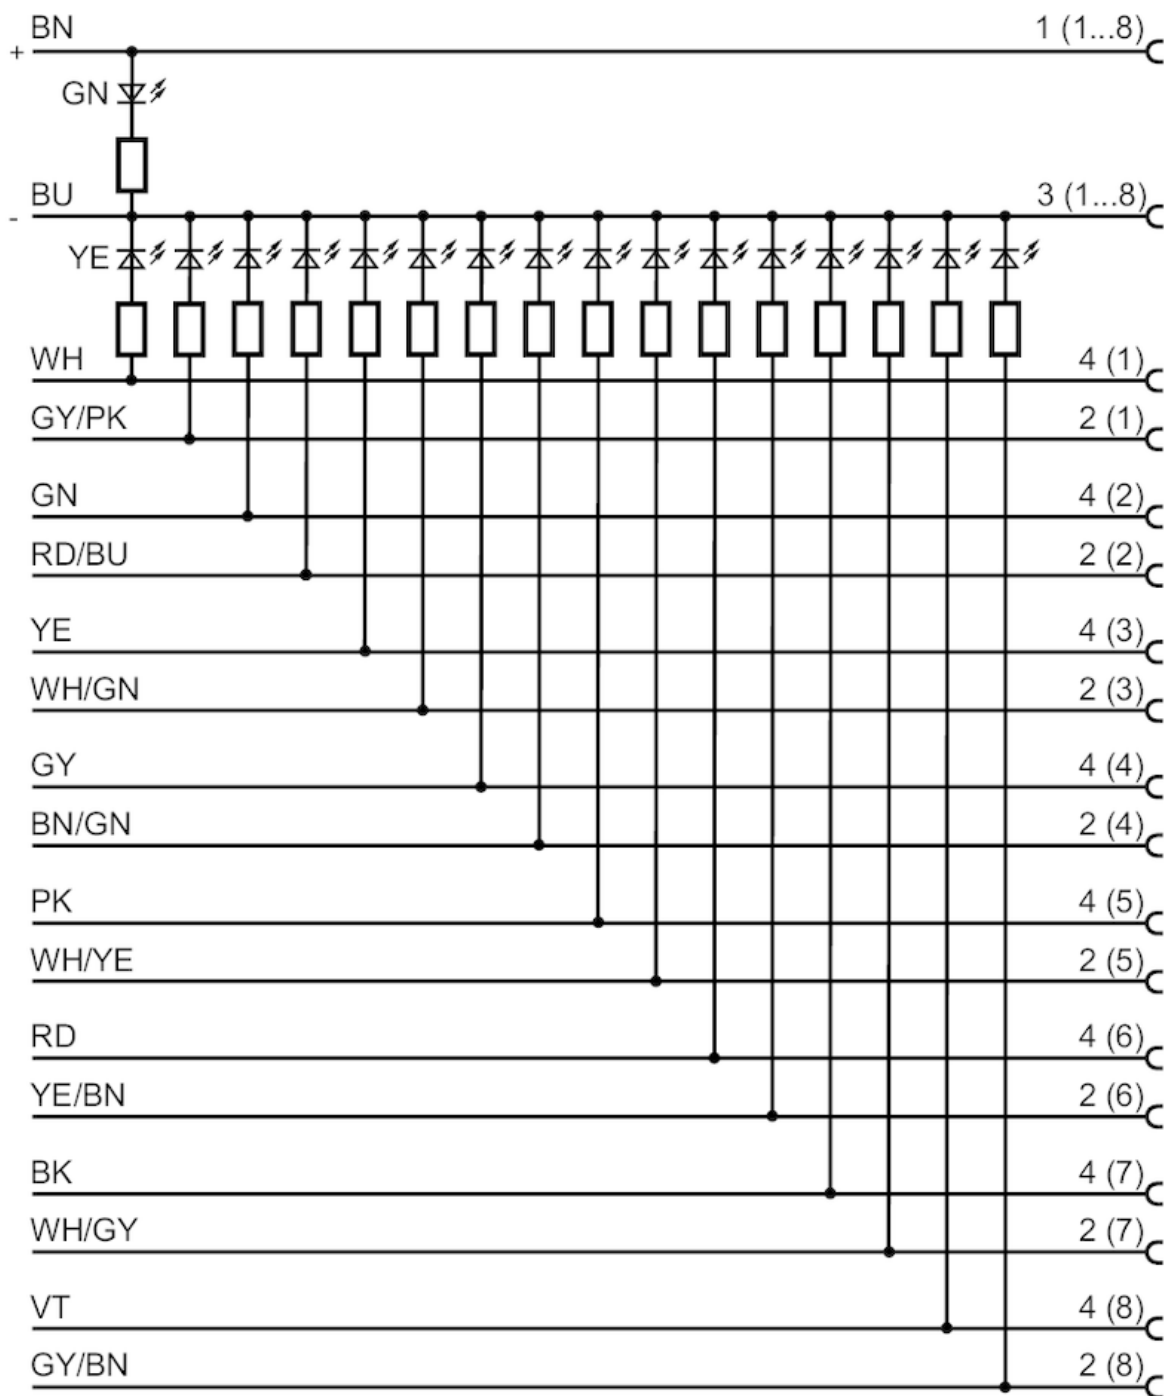 BN 1 (1...8)
+
GN
BU 3 (1...8)
-
YE
WH 4 (1)
GY/PK 2 (1)
GN 4 (2)
RD/BU 2 (2)
YE 4 (3)
WH/GN 2 (3)
GY 4 (4)
BN/GN 2 (4)
PK 4 (5)
WH/YE 2 (5)
RD 4 (6)
YE/BN 2 (6)
BK 4 (7)
WH/GY 2 (7)
VT 4 (8)
GY/BN 2 (8)